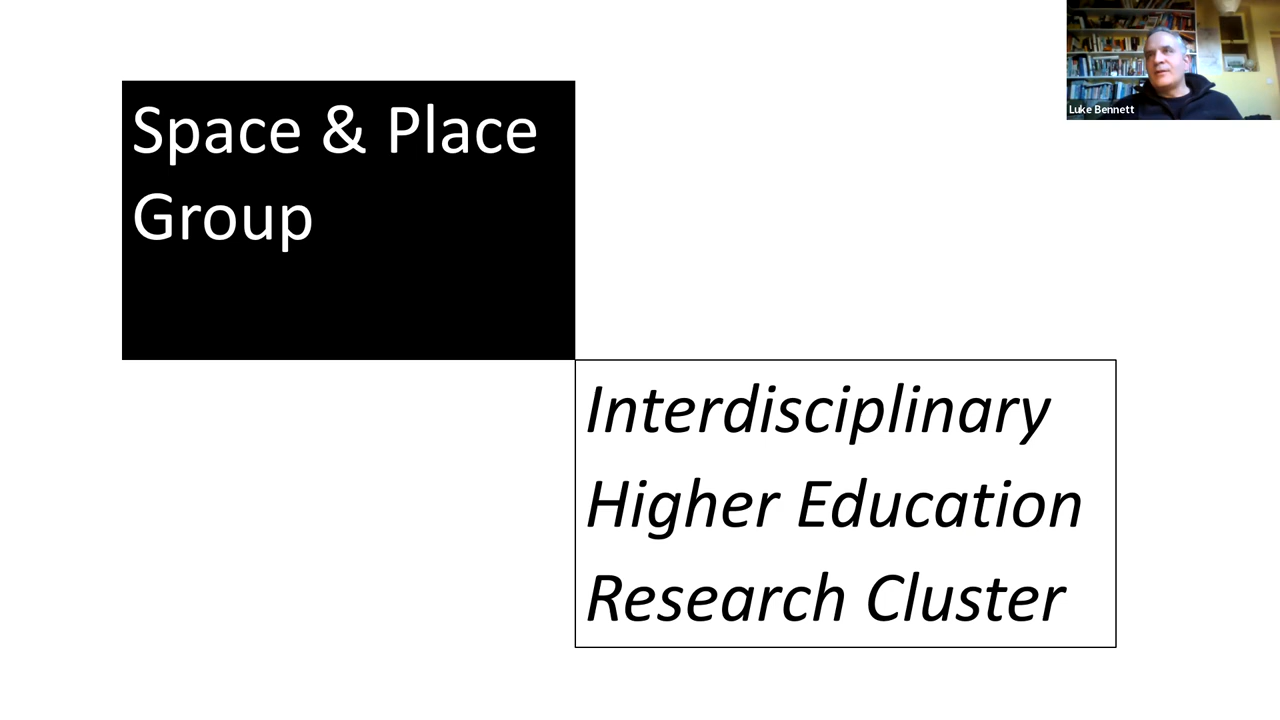 Space & Place
Group
Interdisciplinary
Higher Education
Research Cluster
Luke Bennett